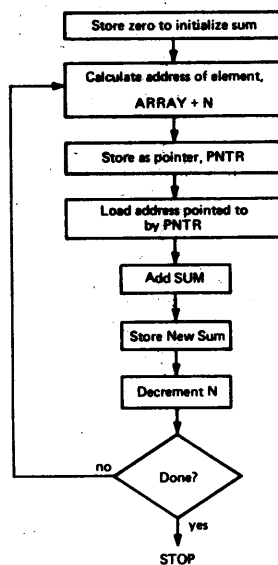 Store zero to initialize sum
Calculate address of element,
ARRAY + N
Store as pointer, PNTR
Load address pointed to
by PNTR
Add SUM
Store New Sum
Decrement N
no
Done?
yes
STOP